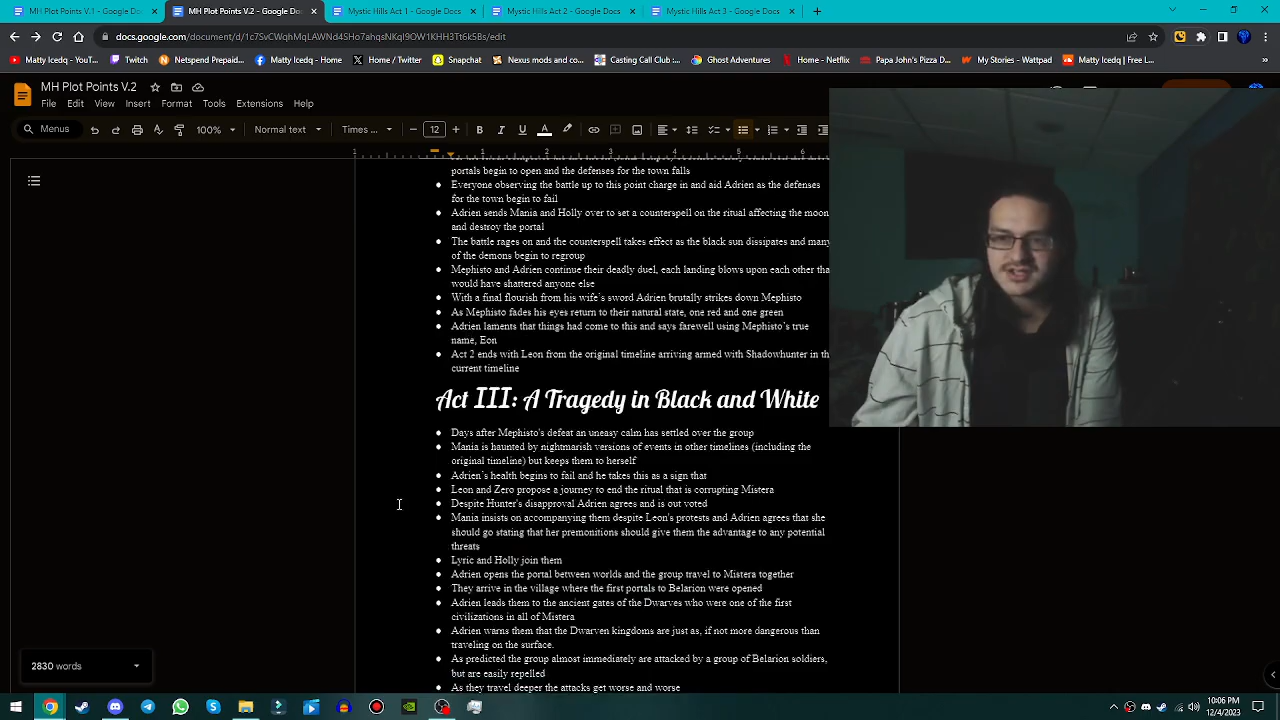 MH Plot Points V.1 - Google Doc
MH Plot Points V.2 - Google Doc
Mystic Hills Act 1 - Google Docs
Mystic Hills Act 2 - Google Docs
Mystic Hills Act 3 - Google Docs
docs.google.com/document/d/1c7SvCWqhMqLAWNd4SHo7ahqsNKqI9OW1KHH3Tt6k5Bs/edit
Matty Icedq - YouT...
Twitch
Netspend Prepaid...
Matty Icedq | Face...
Home / Twitter
Snapchat
Nexus mods and co...
Casting Call Club -...
Ghost Adventures
Home - Netflix
Papa John's Pizza D...
My Stories - Wattpad
Matty Icedq | Free L...
MH Plot Points V.2
File Edit View Insert Format Tools Extensions Help
Menus 100% Normal text Times ... 12 B I U A
1 1 2 3 4 5 6
portals begin to open and the defenses for the town falls
Everyone observing the battle up to this point charge in and aid Adrien as the defenses
for the town begin to fail
Adrien sends Mania and Holly over to set a counterspell on the ritual affecting the moon
and destroy the portal
The battle rages on and the counterspell takes effect as the black sun dissipates and many
of the demons begin to regroup
Mephisto and Adrien continue their deadly duel, each landing blows upon each other tha
would have shattered anyone else
With a final flourish from his wife's sword Adrien brutally strikes down Mephisto
As Mephisto fades his eyes return to their natural state, one red and one green
Adrien laments that things had come to this and says farewell using Mephisto's true
name, Eon
Act 2 ends with Leon from the original timeline arriving armed with Shadowhunter in th
current timeline
Act III: A Tragedy in Black and White
Days after Mephisto's defeat an uneasy calm has settled over the group
Mania is haunted by nightmarish versions of events in other timelines (including the
original timeline) but keeps them to herself
Adrien's health begins to fail and he takes this as a sign that
Leon and Zero propose a journey to end the ritual that is corrupting Mistera
Despite Hunter's disapproval Adrien agrees and is out voted
Mania insists on accompanying them despite Leon's protests and Adrien agrees that she
should go stating that her premonitions should give them the advantage to any potential
threats
Lyric and Holly join them
Adrien opens the portal between worlds and the group travel to Mistera together
They arrive in the village where the first portals to Belarion were opened
Adrien leads them to the ancient gates of the Dwarves who were one of the first
civilizations in all of Mistera
Adrien warns them that the Dwarven kingdoms are just as, if not more dangerous than
traveling on the surface.
As predicted the group almost immediately are attacked by a group of Belarion soldiers,
but are easily repelled
As they travel deeper the attacks get worse and worse
2830 words
10:06 PM
12/4/2023